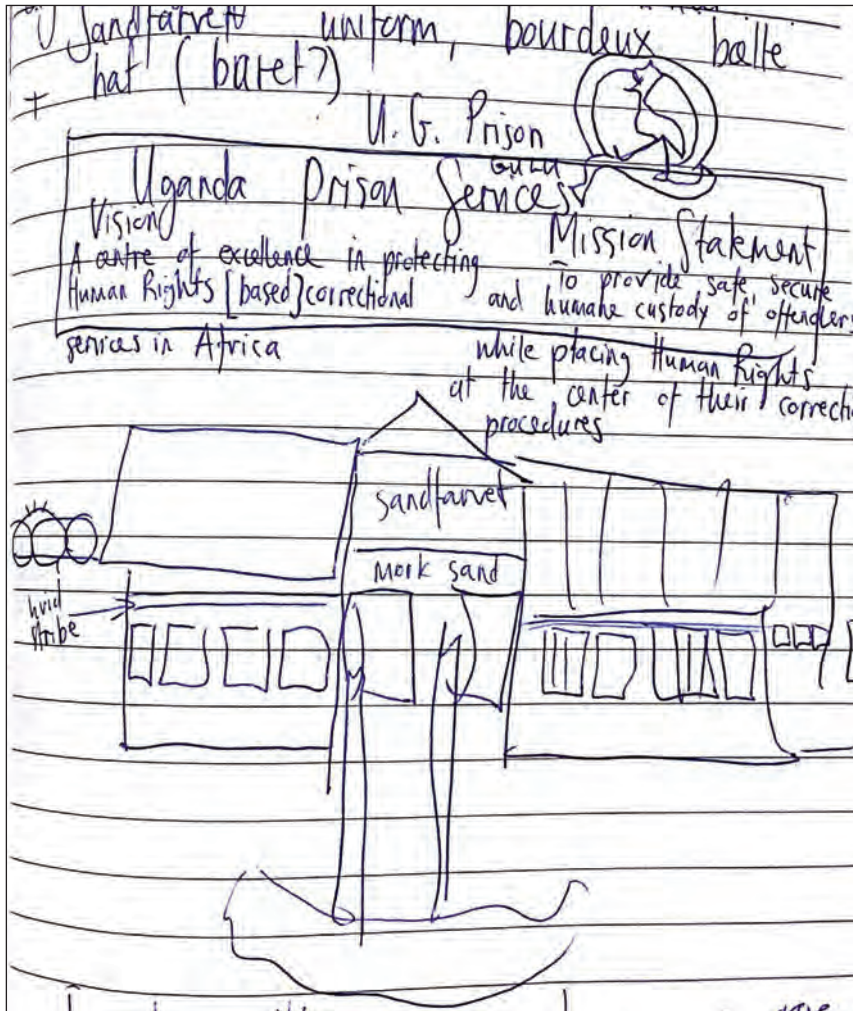 Sandfarvet uniform, bourdeux bælte
+ hat (baret?)
U.G. Prison
Uganda Prison Services
Vision
A centre of excellence in protecting
Human Rights [based] correctional
services in Africa
Mission Statement
To provide safe, secure
and humane custody of offenders
while placing Human Rights
at the center of their correctio
procedures
sandfarvet
mørk sand
hvid
stribe